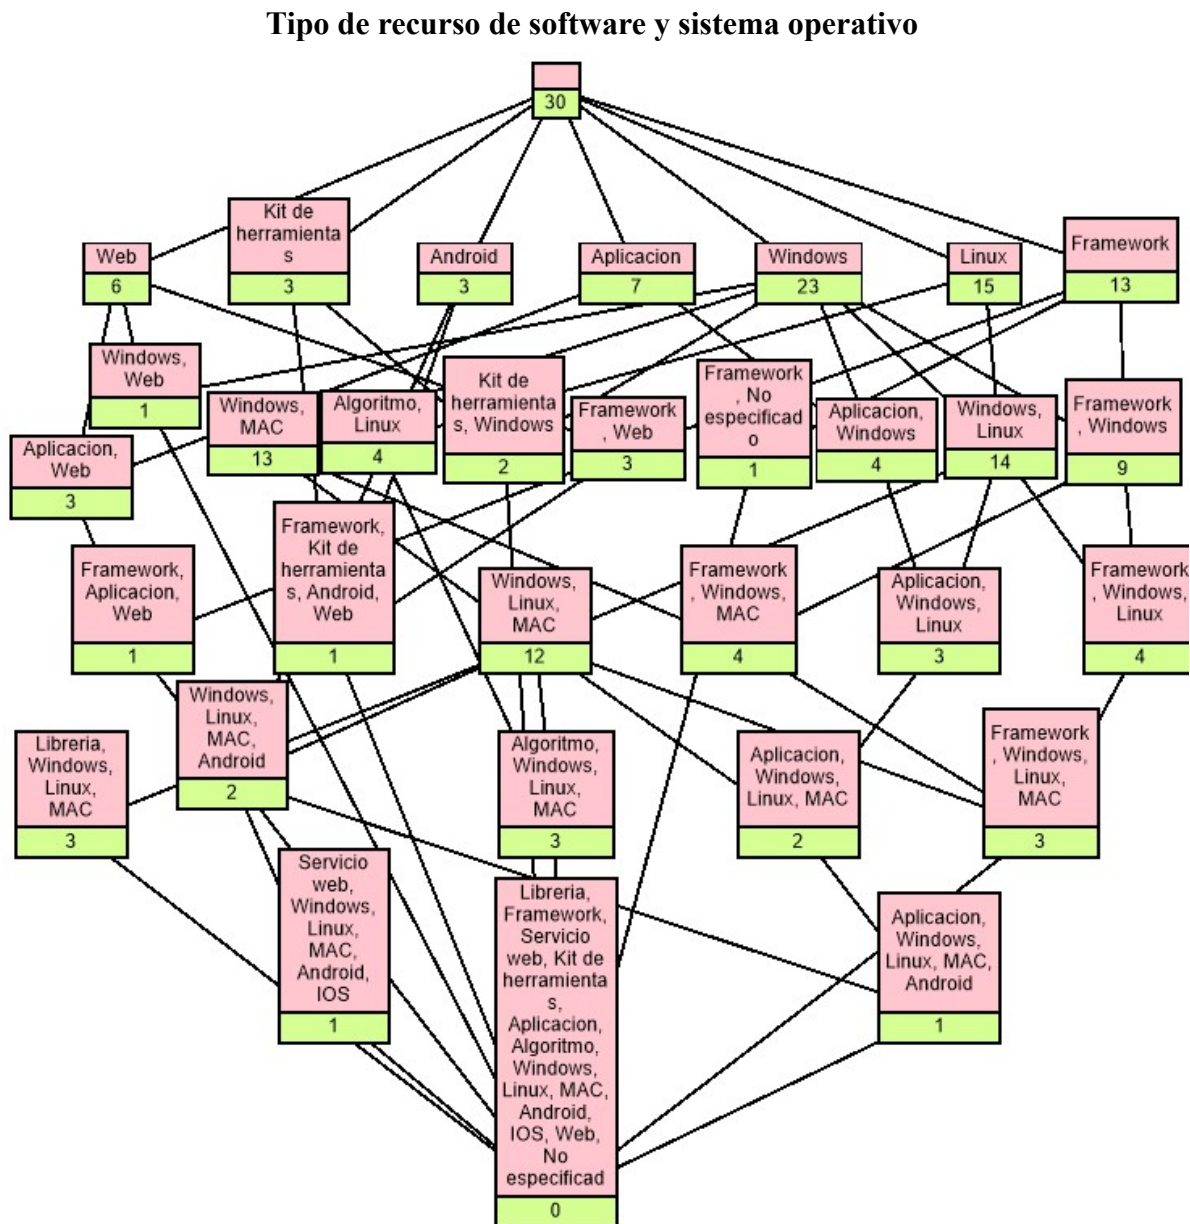 Tipo de recurso de software y sistema operativo
30
Kit de
herramienta
s
3
Web
6
Android
3
Aplicacion
7
Windows
23
Linux
15
Framework
13
Windows,
Web
1
Windows,
MAC
13
Algoritmo,
Linux
4
Kit de
herramienta
s, Windows
2
Framework
, Web
3
Framework
, No
especificad
o
1
Aplicacion,
Windows
4
Windows,
Linux
14
Framework
, Windows
9
Aplicacion,
Web
3
Framework,
Aplicacion,
Web
1
Framework,
Kit de
herramienta
s, Android,
Web
1
Windows,
Linux,
MAC
12
Framework
, Windows,
MAC
4
Aplicacion,
Windows,
Linux
3
Framework
, Windows,
Linux
4
Libreria,
Windows,
Linux,
MAC
3
Windows,
Linux,
MAC,
Android
2
Algoritmo,
Windows,
Linux,
MAC
3
Aplicacion,
Windows,
Linux, MAC
2
Framework
, Windows,
Linux,
MAC
3
Servicio
web,
Windows,
Linux,
MAC,
Android,
IOS
1
Libreria,
Framework,
Servicio
web, Kit de
herramienta
s,
Aplicacion,
Algoritmo,
Windows,
Linux, MAC,
Android,
IOS, Web,
No
especificad
0
Aplicacion,
Windows,
Linux, MAC,
Android
1